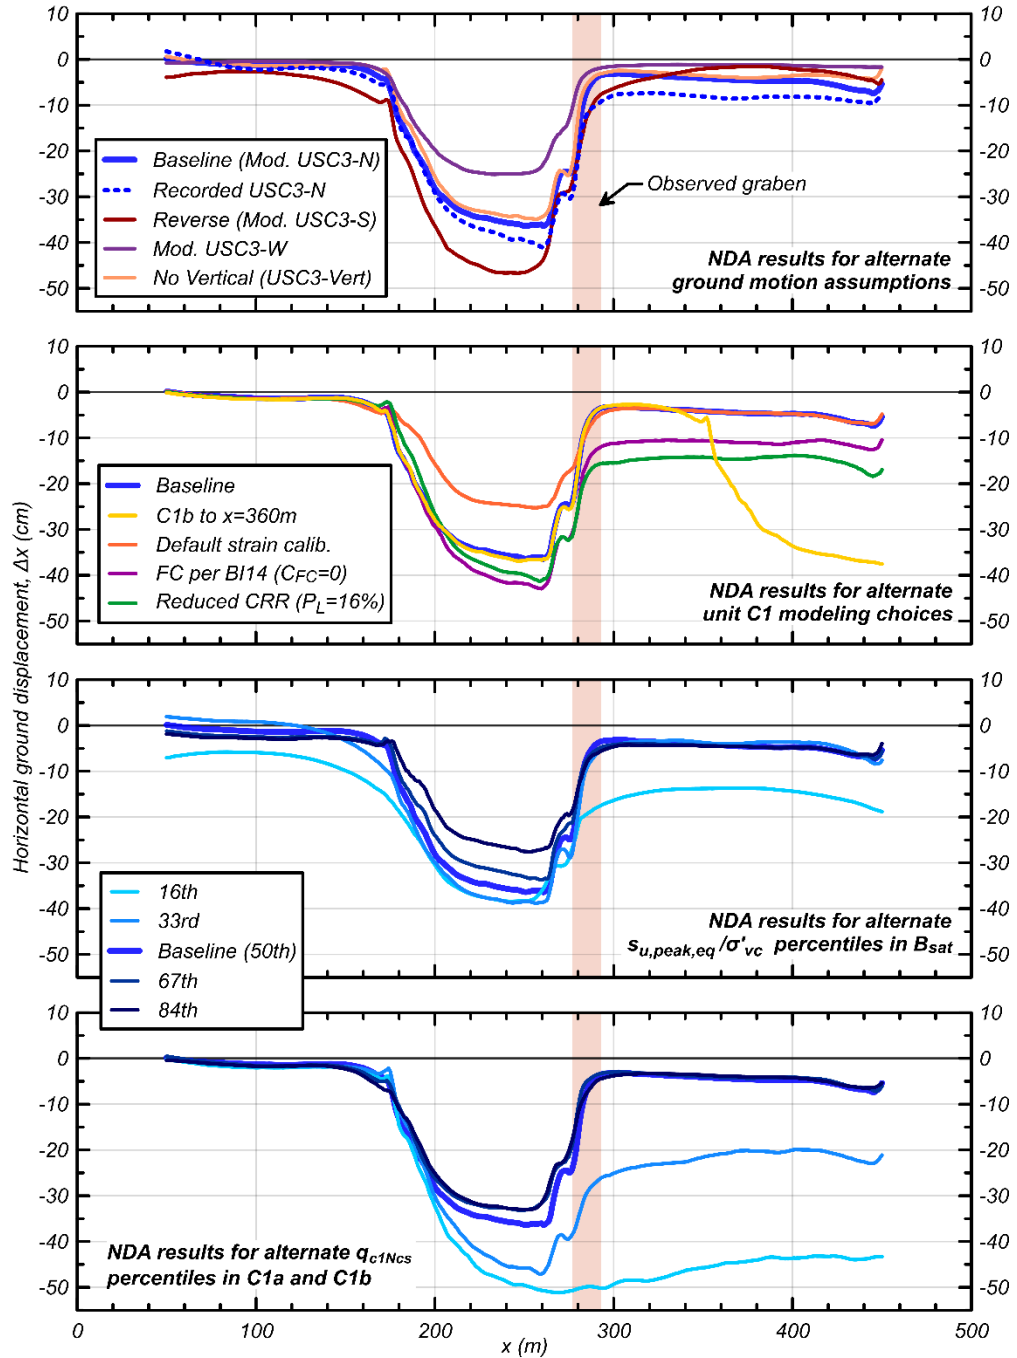 10
0
-10
-20
-30
-40
-50
10
0
-10
-20
-30
-40
-50
Baseline (Mod. USC3-N)
Recorded USC3-N
Reverse (Mod. USC3-S)
Mod. USC3-W
No Vertical (USC3-Vert)
Observed graben
NDA results for alternate
ground motion assumptions
10
0
-10
-20
-30
-40
-50
10
0
-10
-20
-30
-40
-50
Baseline
C1b to x=360m
Default strain calib.
FC per BI14 (CFC=0)
Reduced CRR (PL=16%)
NDA results for alternate
unit C1 modeling choices
Horizontal ground displacement, Δx (cm)
10
0
-10
-20
-30
-40
-50
10
0
-10
-20
-30
-40
-50
16th
33rd
Baseline (50th)
67th
84th
NDA results for alternate
su,peak,eq/σ'vc percentiles in Bsat
10
0
-10
-20
-30
-40
-50
10
0
-10
-20
-30
-40
-50
NDA results for alternate qc1Ncs
percentiles in C1a and C1b
0 100 200 300 400 500
x (m)